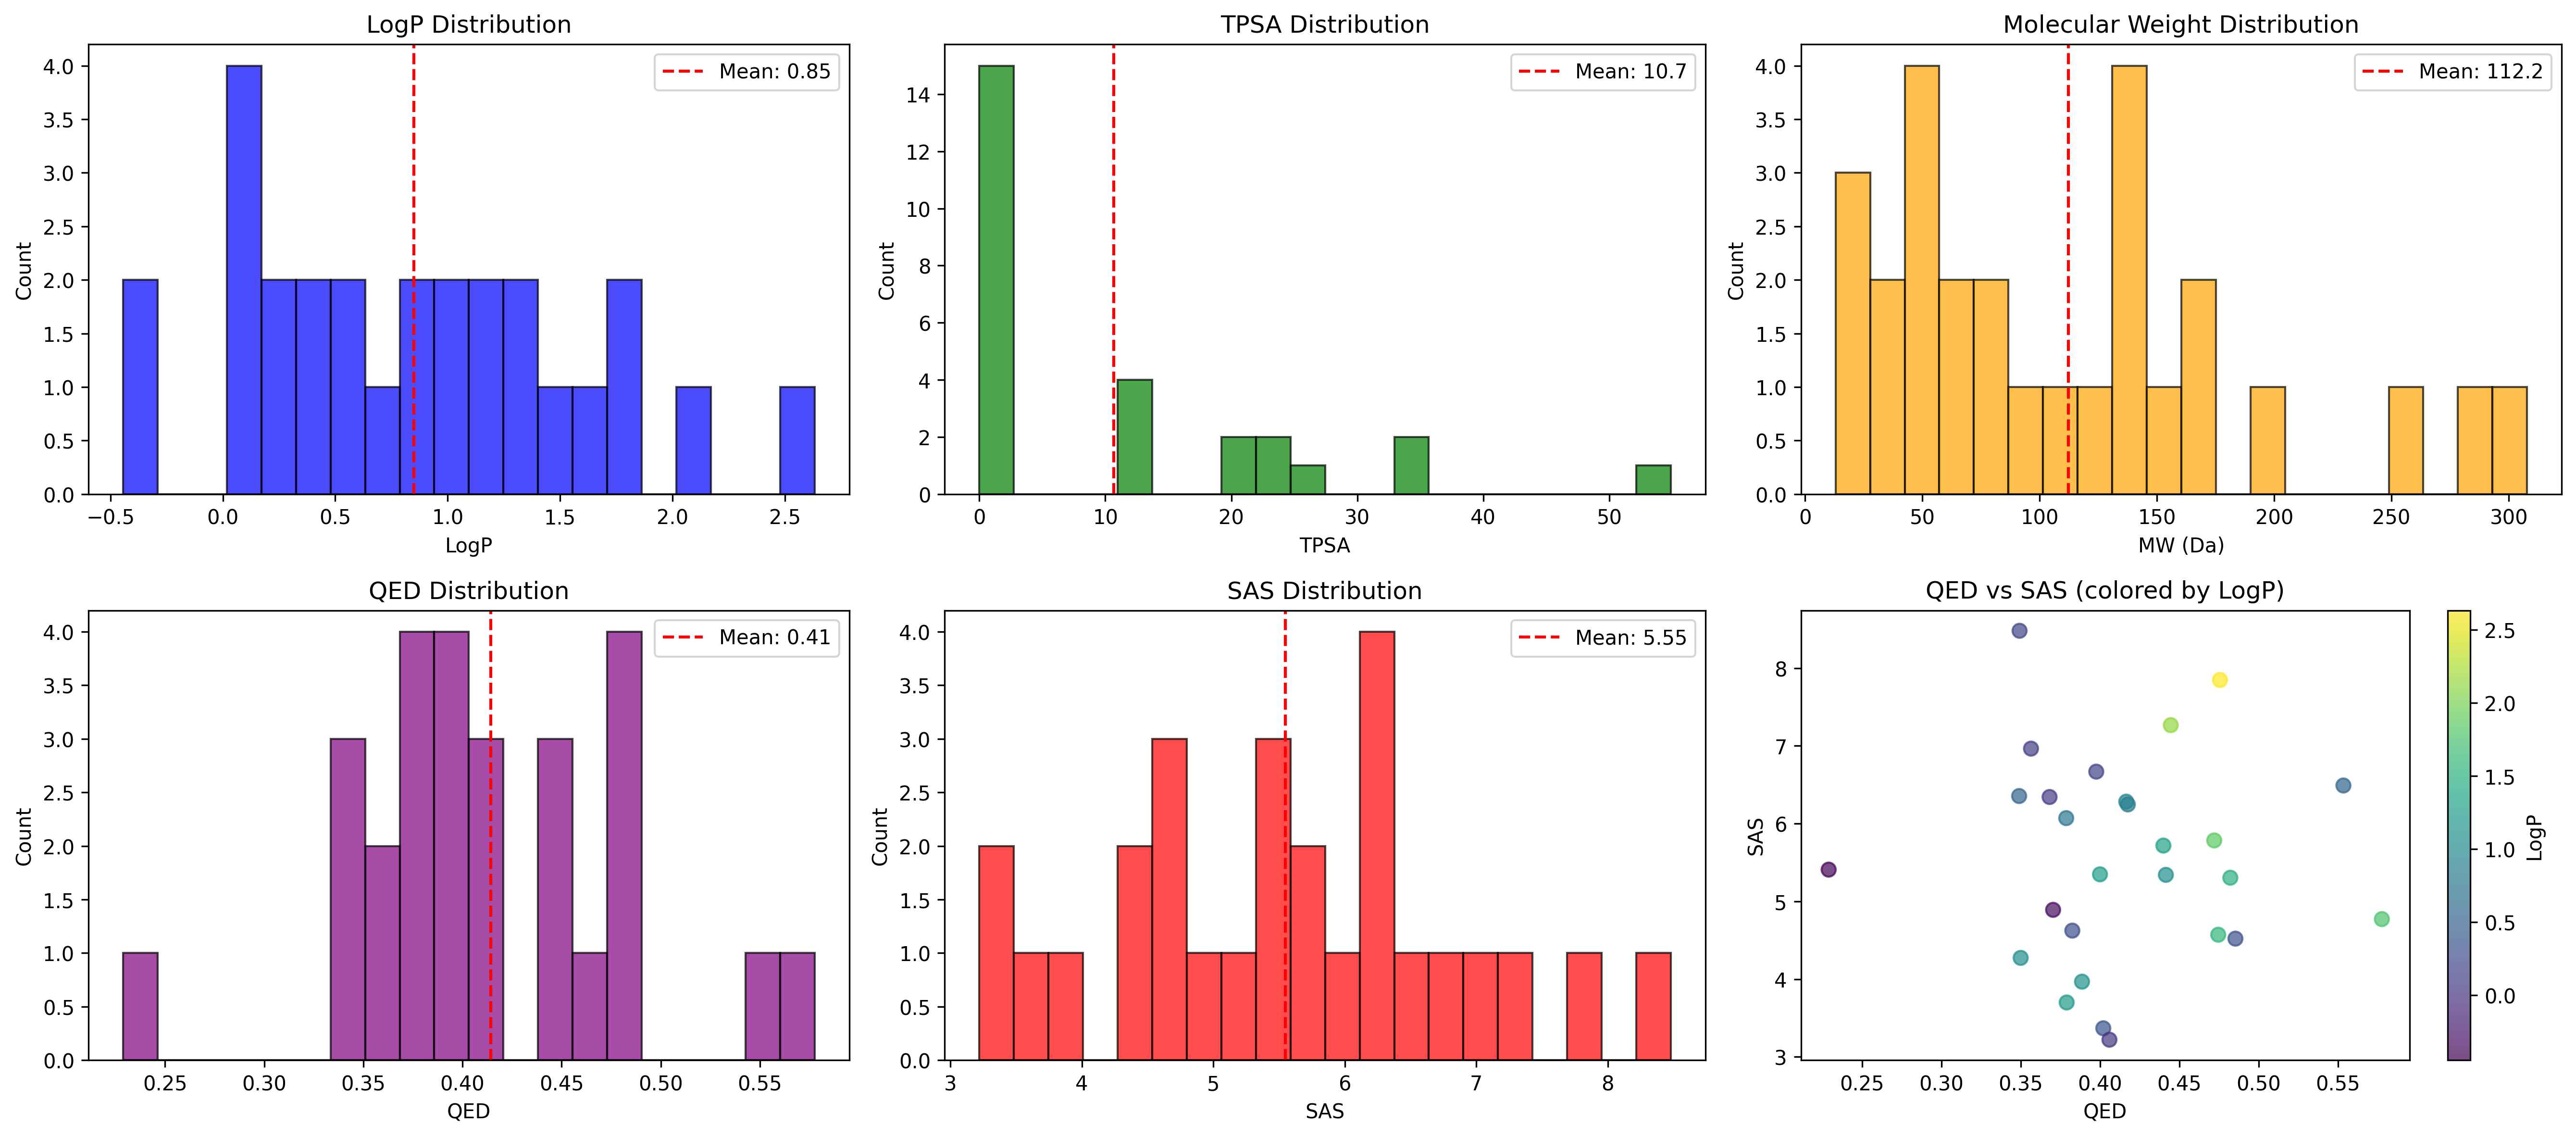 LogP Distribution
4.0
3.5
3.0
2.5
2.0
1.5
1.0
0.5
0.0
Count
Mean: 0.85
−0.5 0.0 0.5 1.0 1.5 2.0 2.5
LogP
TPSA Distribution
14
12
10
8
6
4
2
0
Count
Mean: 10.7
0 10 20 30 40 50
TPSA
Molecular Weight Distribution
4.0
3.5
3.0
2.5
2.0
1.5
1.0
0.5
0.0
Count
Mean: 112.2
0 50 100 150 200 250 300
MW (Da)
QED Distribution
4.0
3.5
3.0
2.5
2.0
1.5
1.0
0.5
0.0
Count
Mean: 0.41
0.25 0.30 0.35 0.40 0.45 0.50 0.55
QED
SAS Distribution
4.0
3.5
3.0
2.5
2.0
1.5
1.0
0.5
0.0
Count
Mean: 5.55
3 4 5 6 7 8
SAS
QED vs SAS (colored by LogP)
8
7
6
5
4
3
SAS
0.25 0.30 0.35 0.40 0.45 0.50 0.55
QED
2.5
2.0
1.5
1.0
0.5
0.0
LogP